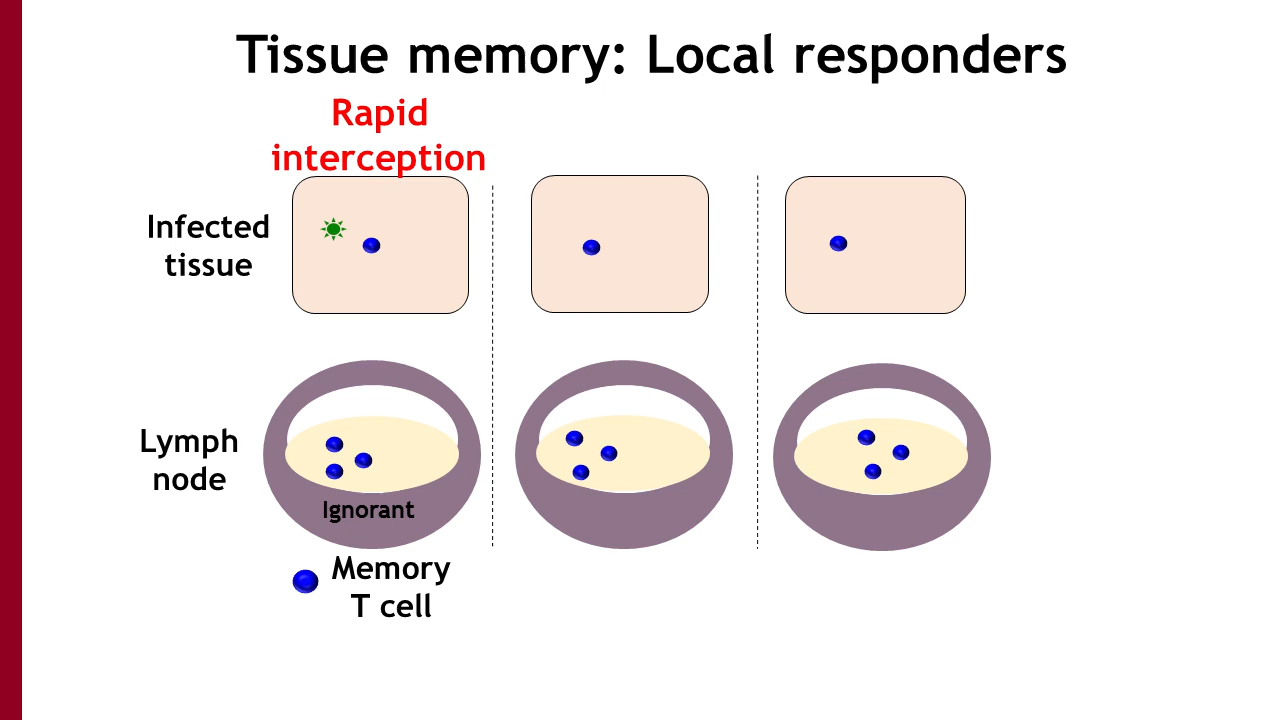 Tissue memory: Local responders
Rapid
interception
Infected
tissue
Lymph
node
Ignorant
Memory
T cell